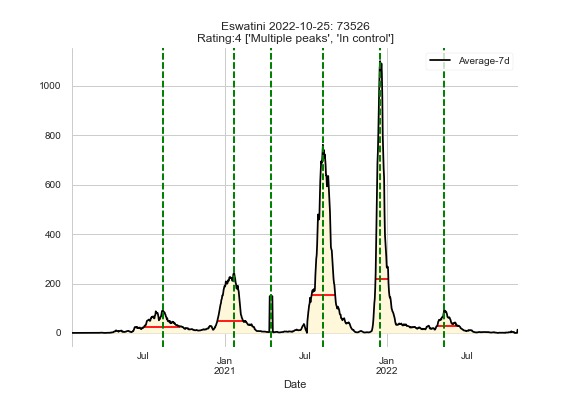 Eswatini 2022-10-25: 73526
Rating:4 ['Multiple peaks', 'In control']
Average-7d
1000
800
600
400
200
0
Jul
Jan
2021
Jul
Jan
2022
Jul
Date